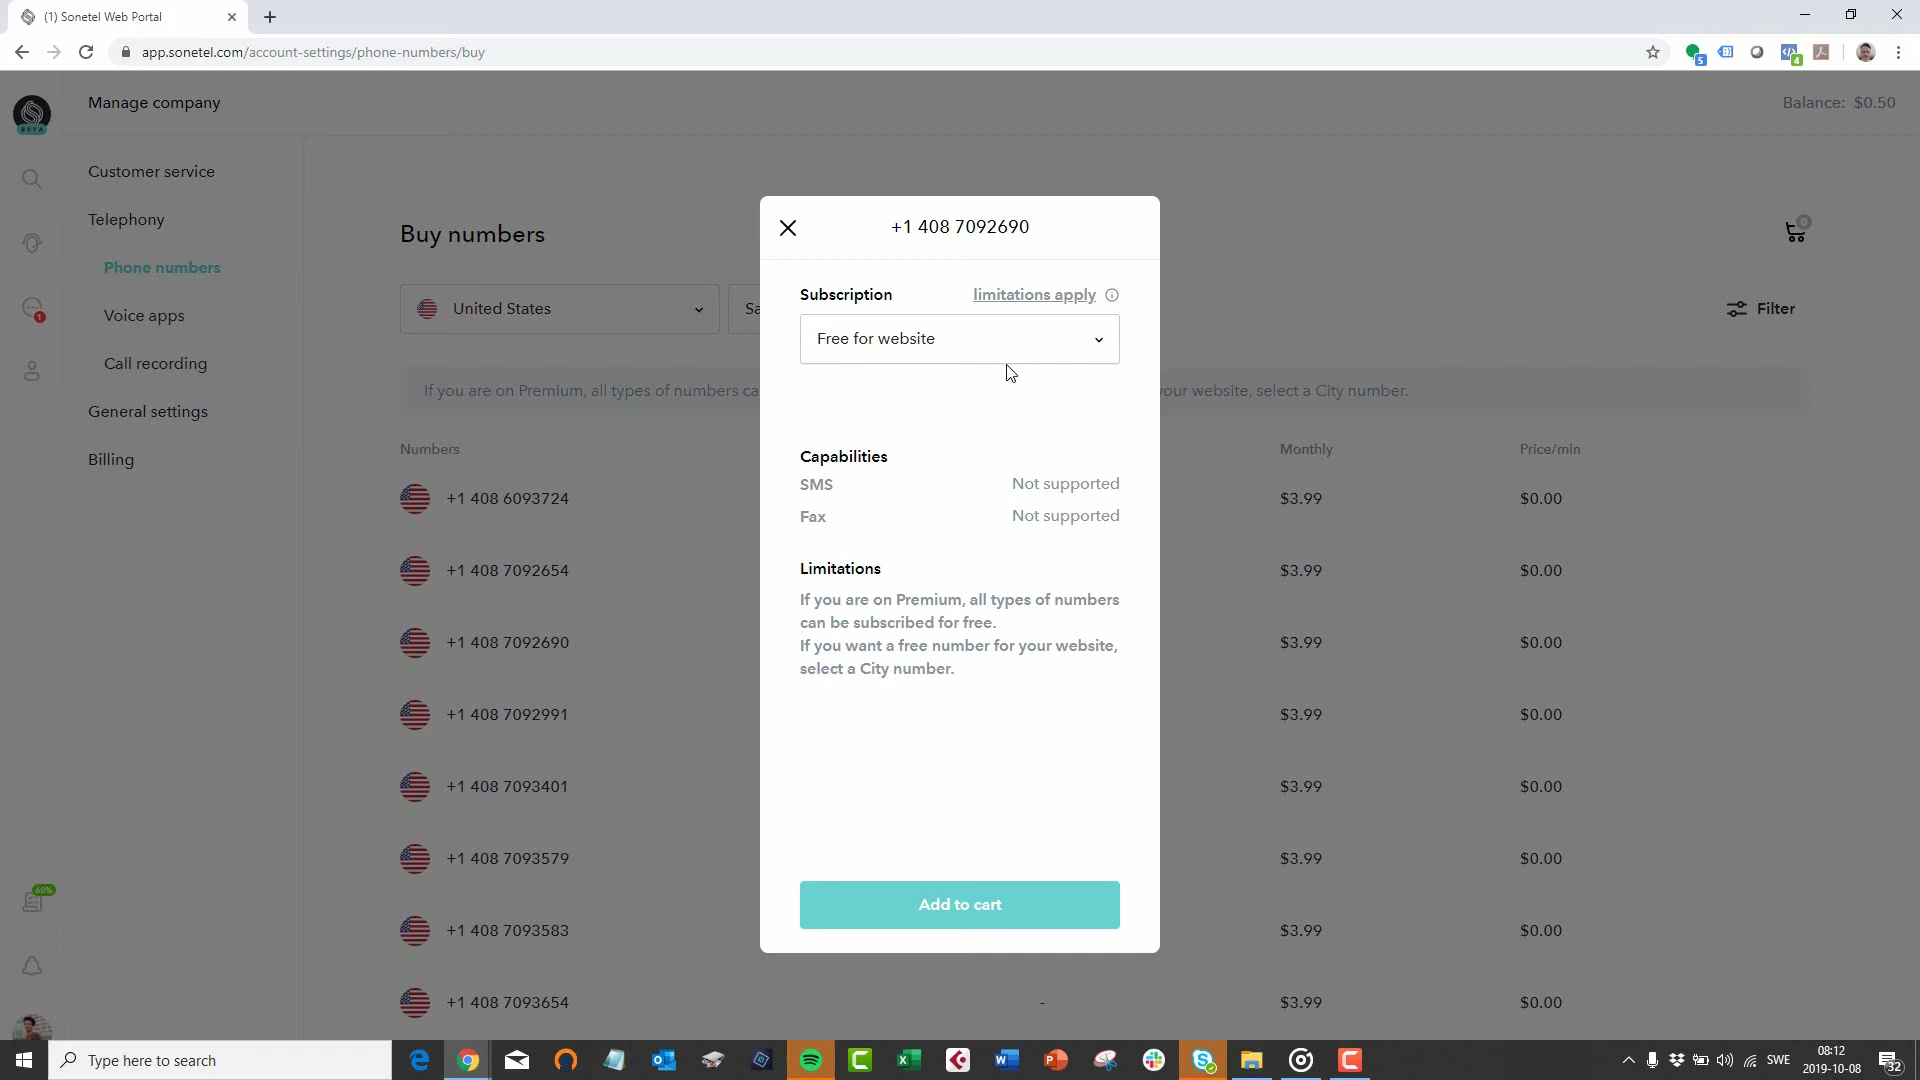 (1) Sonetel Web Portal
app.sonetel.com/account-settings/phone-numbers/buy
5
4
BETA
Manage company
Balance: $0.50
Customer service
Telephony
Phone numbers
Voice apps
Call recording
General settings
Billing
1
60%
Buy numbers
0
United States
Sa
Filter
If you are on Premium, all types of numbers ca
your website, select a City number.
Numbers
Monthly
Price/min
+1 408 6093724
$3.99
$0.00
+1 408 7092654
$3.99
$0.00
+1 408 7092690
$3.99
$0.00
+1 408 7092991
$3.99
$0.00
+1 408 7093401
$3.99
$0.00
+1 408 7093579
$3.99
$0.00
+1 408 7093583
$3.99
$0.00
+1 408 7093654
-
$3.99
$0.00
+1 408 7092690
Subscription
limitations apply
Free for website
Capabilities
SMS
Not supported
Fax
Not supported
Limitations
If you are on Premium, all types of numbers
can be subscribed for free.
If you want a free number for your website,
select a City number.
Add to cart
Type here to search
SWE
08:12
2019-10-08
32